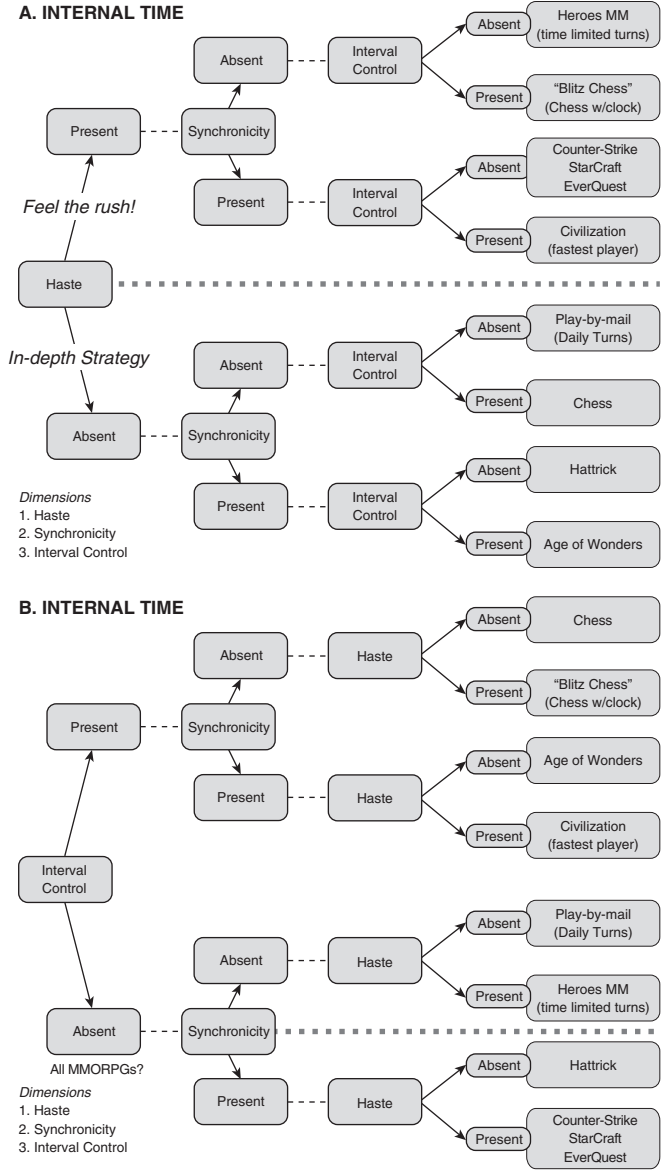 A. INTERNAL TIME
Absent
Heroes MM
(time limited turns)
Absent
Interval
Control
Present
“Blitz Chess”
(Chess w/clock)
Present
Synchronicity
Absent
Counter-Strike
StarCraft
EverQuest
Present
Interval
Control
Feel the rush!
Present
Civilization
(fastest player)
Haste
Absent
Play-by-mail
(Daily Turns)
In-depth Strategy
Absent
Interval
Control
Present
Chess
Absent
Synchronicity
Absent
Hattrick
Present
Interval
Control
Present
Age of Wonders
Dimensions
1. Haste
2. Synchronicity
3. Interval Control
B. INTERNAL TIME
Absent
Chess
Absent
Haste
Present
“Blitz Chess”
(Chess w/clock)
Present
Synchronicity
Absent
Age of Wonders
Present
Haste
Present
Civilization
(fastest player)
Interval
Control
Absent
Play-by-mail
(Daily Turns)
Absent
Haste
Present
Heroes MM
(time limited turns)
Absent
Synchronicity
All MMORPGs?
Absent
Hattrick
Present
Haste
Present
Counter-Strike
StarCraft
EverQuest
Dimensions
1. Haste
2. Synchronicity
3. Interval Control